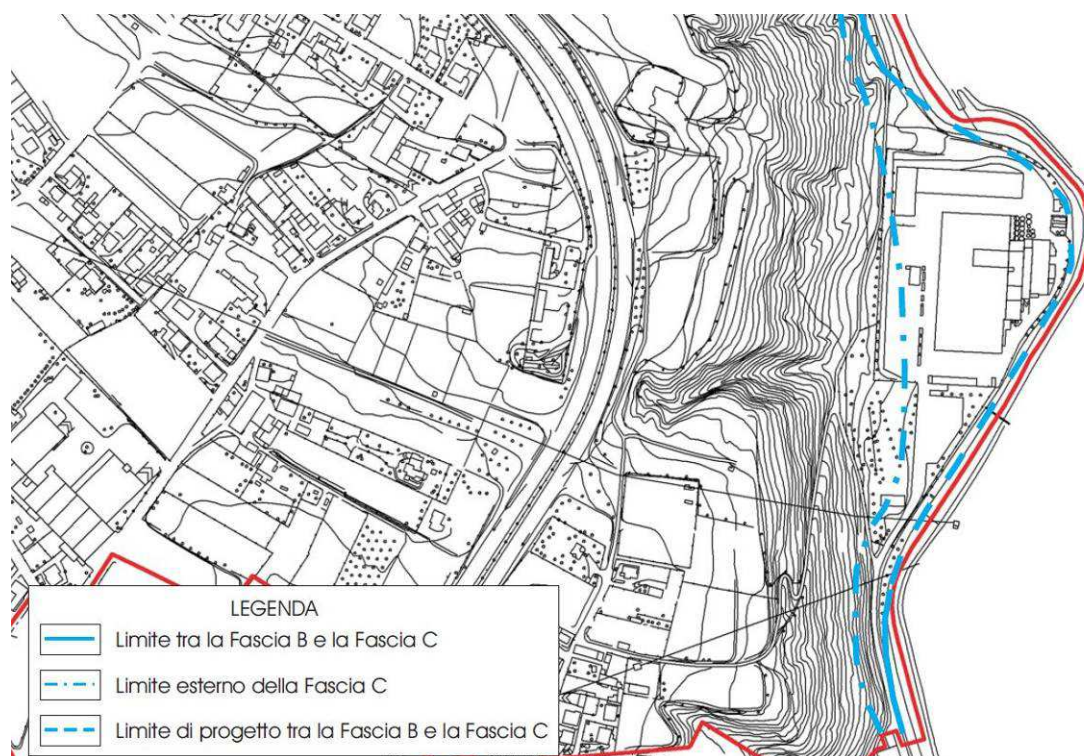 LEGENDA
Limite tra la Fascia B e la Fascia C
Limite esterno della Fascia C
Limite di progetto tra la Fascia B e la Fascia C